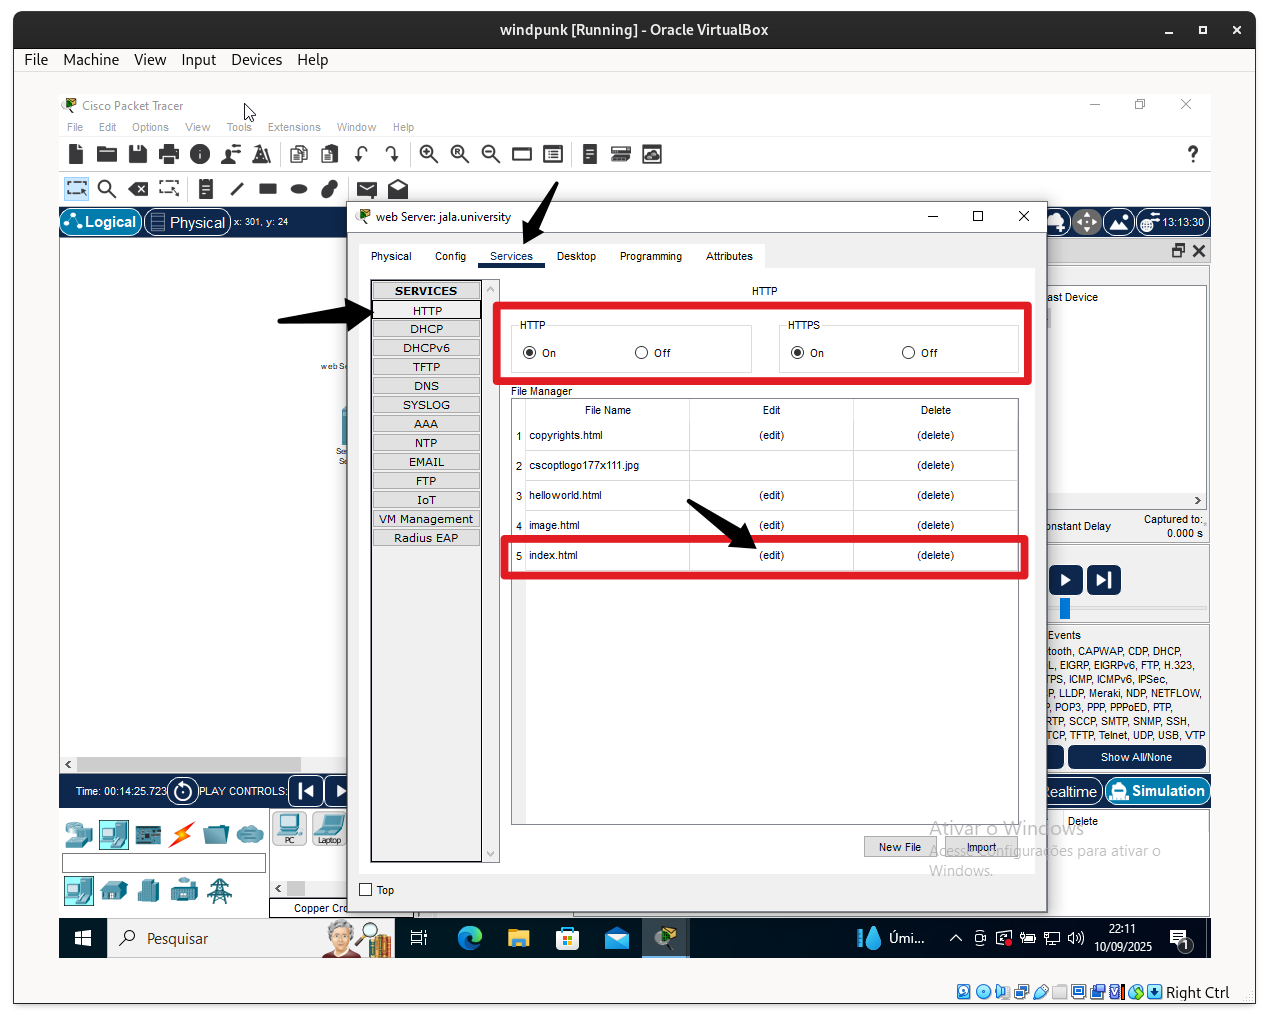 windpunk [Running] - Oracle VirtualBox
File Machine View Input Devices Help
Cisco Packet Tracer
File Edit Options View Tools Extensions Window Help
?
Logical Physical x: 301, y: 24
13:13:30
web Server: jala.university
Physical Config Services Desktop Programming Attributes
SERVICES
HTTP
DHCP
DHCPv6
TFTP
DNS
SYSLOG
AAA
NTP
EMAIL
FTP
IoT
VM Management
Radius EAP
HTTP
HTTP
On Off
HTTPS
On Off
File Manager
File Name Edit Delete
1 copyrights.html (edit) (delete)
2 cscoptlogo177x111.jpg (delete)
3 helloworld.html (edit) (delete)
4 image.html (edit) (delete)
5 index.html (edit) (delete)
New File Import
Top
web Se
Se
Se
ast Device
onstant Delay
Captured to:
0.000 s
Events
tooth, CAPWAP, CDP, DHCP,
L, EIGRP, EIGRPv6, FTP, H.323,
TPS, ICMP, ICMPv6, IPSec,
P, LLDP, Meraki, NDP, NETFLOW,
P, POP3, PPP, PPPoED, PTP,
RTP, SCCP, SMTP, SNMP, SSH,
TCP, TFTP, Telnet, UDP, USB, VTP
Show All/None
Time: 00:14:25.723 PLAY CONTROLS:
Realtime Simulation
PC Laptop
Delete
Copper Cro
Ativar o Windows
Acesse Configurações para ativar o
Windows.
Pesquisar
Úmi...
22:11
10/09/2025
1
Right Ctrl